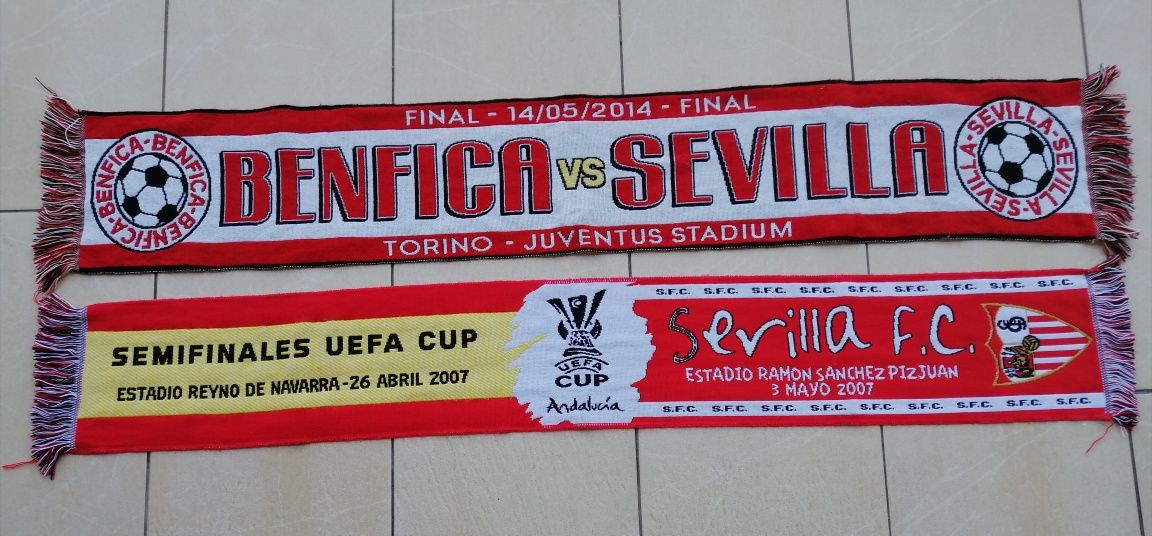 FINAL - 14/05/2014 - FINAL
BENFICA-BENFICA-BENFICA-
BENFICA VS SEVILLA
SEVILLA-SEVILLA-SEVILLA-
TORINO - JUVENTUS STADIUM
SEMIFINALES UEFA CUP
ESTADIO REYNO DE NAVARRA-26 ABRIL 2007
UEFA
CUP
Andalucía
S.F.C. S.F.C. S.F.C. S.F.C. S.F.C. S.F.C. S.F.C. S.F.C. S.F.C.
Sevilla F.C.
ESTADIO RAMON SANCHEZ PIZJUAN
3 MAYO 2007
S.F.C. S.F.C. S.F.C. S.F.C. S.F.C. S.F.C. S.F.C. S.F.C. S.F.C.